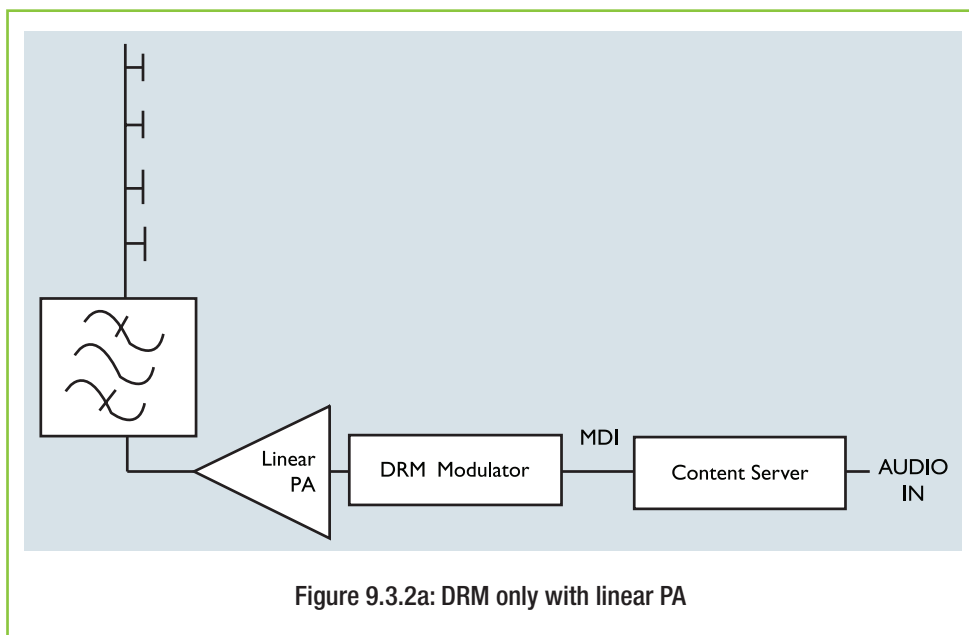 Linear
PA
DRM Modulator
MDI
Content Server
AUDIO
IN
Figure 9.3.2a: DRM only with linear PA